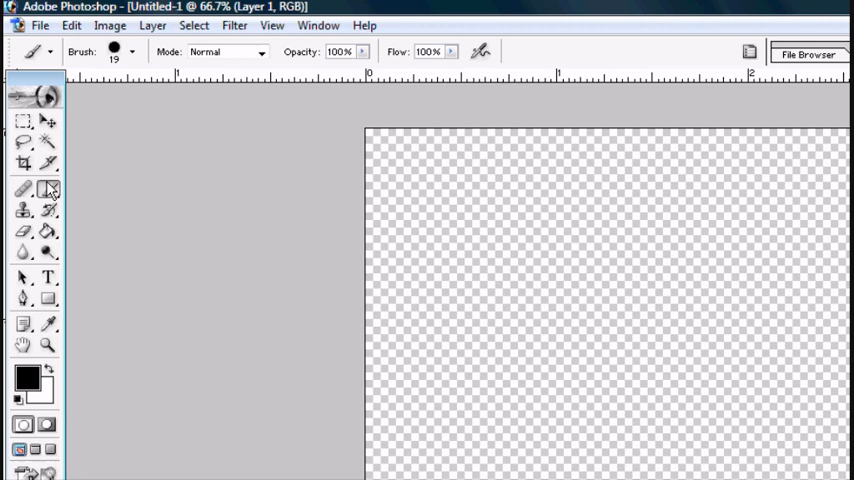 Adobe Photoshop - [Untitled-1 @ 66.7% (Layer 1, RGB)]
File Edit Image Layer Select Filter View Window Help
Brush: 19 Mode: Normal Opacity: 100% Flow: 100% File Browser
1 0 1 2
T